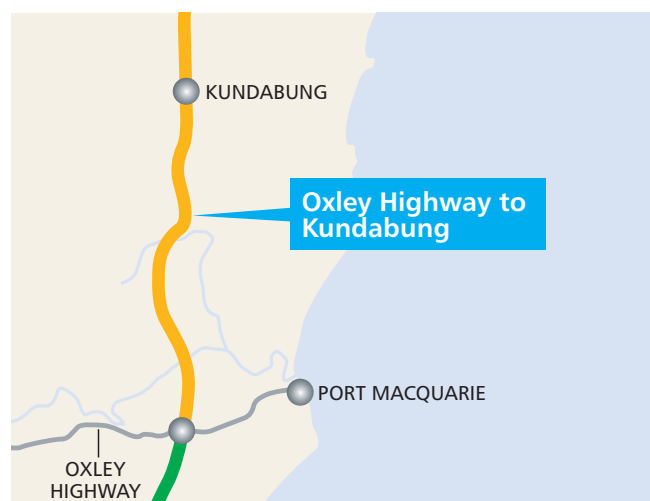 KUNDABUNG
Oxley Highway to
Kundabung
PORT MACQUARIE
OXLEY
HIGHWAY